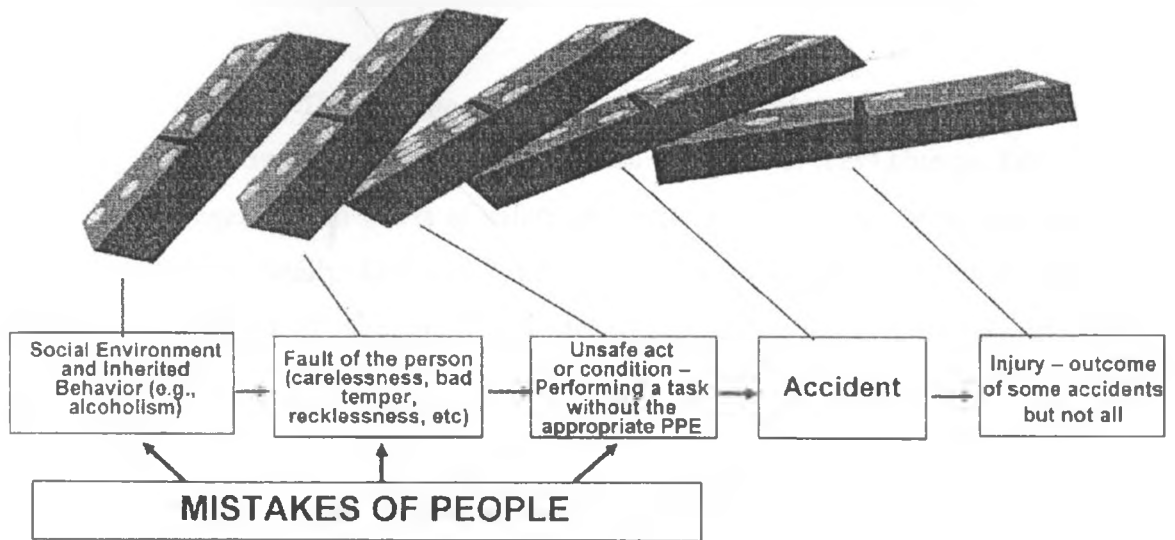 Social Environment
and Inherited
Behavior (e.g.,
alcoholism)
Fault of the person
(carelessness, bad
temper,
recklessness, etc)
Unsafe act
or condition –
Performing a task
without the
appropriate PPE
Accident
Injury – outcome
of some accidents
but not all
MISTAKES OF PEOPLE